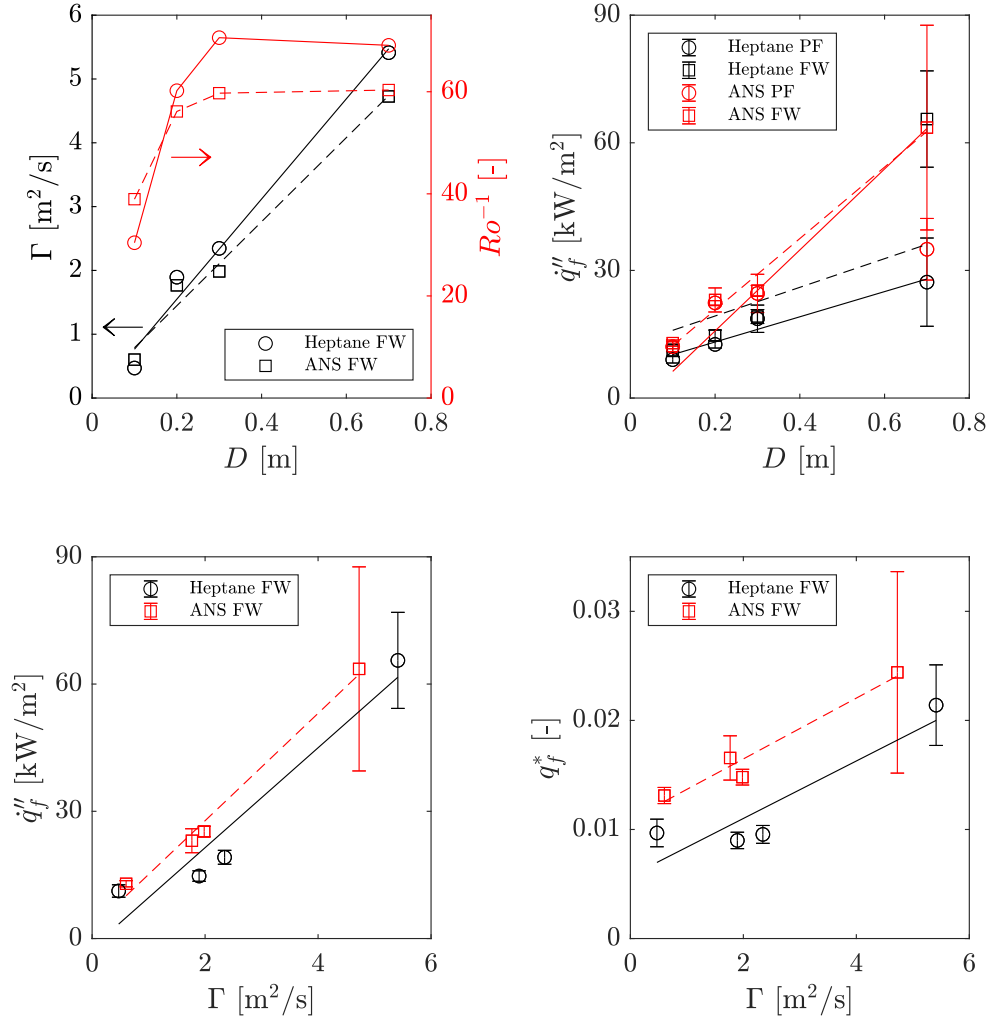 6
5
4
3
2
1
0
Γ [m²/s]
60
40
20
0
Ro⁻¹ [-]
Heptane FW
ANS FW
0 0.2 0.4 0.6 0.8
D [m]
90
60
30
0
q̇″f [kW/m²]
Heptane PF
Heptane FW
ANS PF
ANS FW
0 0.2 0.4 0.6 0.8
D [m]
90
60
30
0
q̇″f [kW/m²]
Heptane FW
ANS FW
0 2 4 6
Γ [m²/s]
0.03
0.02
0.01
0
q*f [-]
Heptane FW
ANS FW
0 2 4 6
Γ [m²/s]